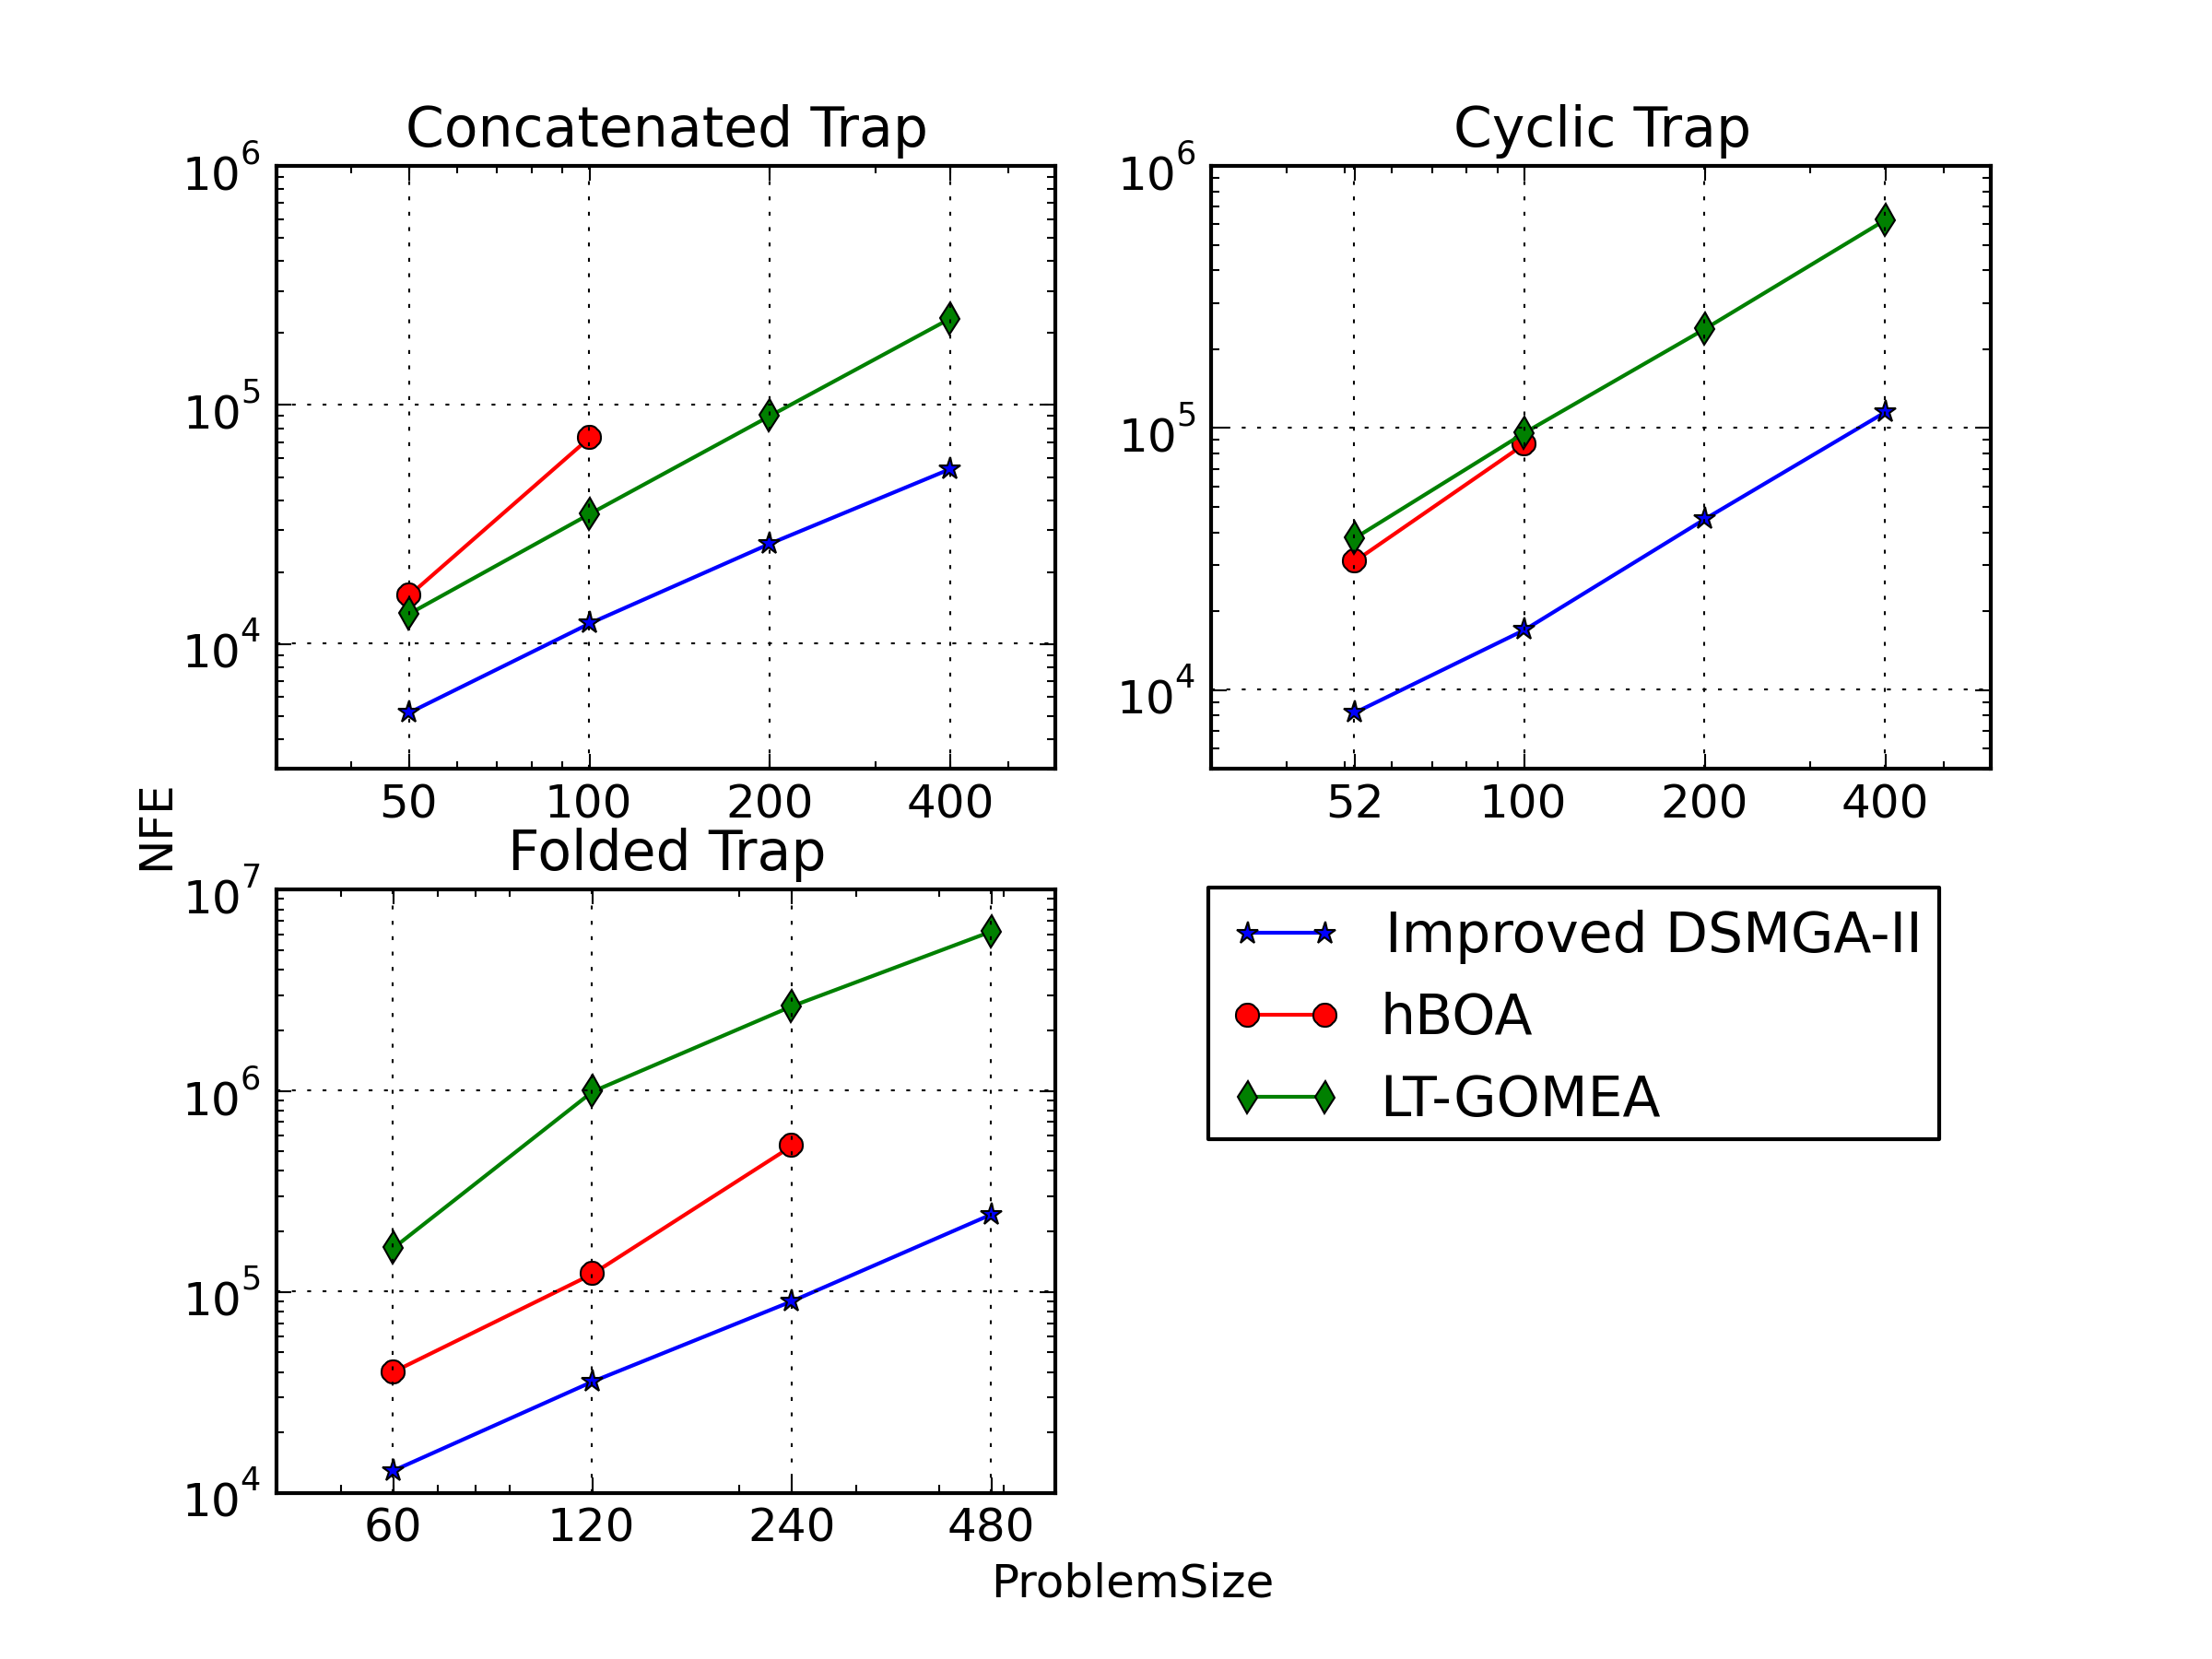 Concatenated Trap
10^6
10^5
10^4
50 100 200 400
Cyclic Trap
10^6
10^5
10^4
52 100 200 400
NFE
Folded Trap
10^7
10^6
10^5
10^4
60 120 240 480
Improved DSMGA-II
hBOA
LT-GOMEA
ProblemSize